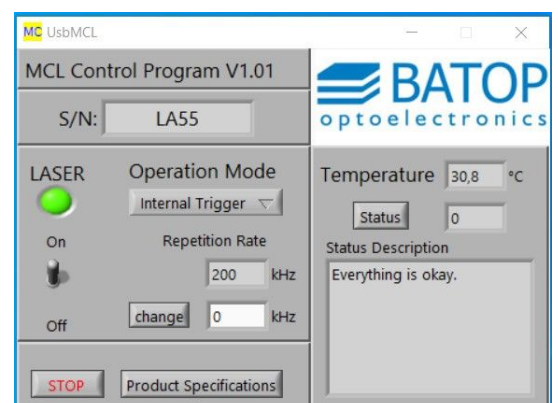 MC UsbMCL
MCL Control Program V1.01
S/N: LA55
BATOP
optoelectronics
LASER
On
Off
Operation Mode
Internal Trigger
Repetition Rate
200 kHz
change 0 kHz
STOP Product Specifications
Temperature 30,8 °C
Status 0
Status Description
Everything is okay.